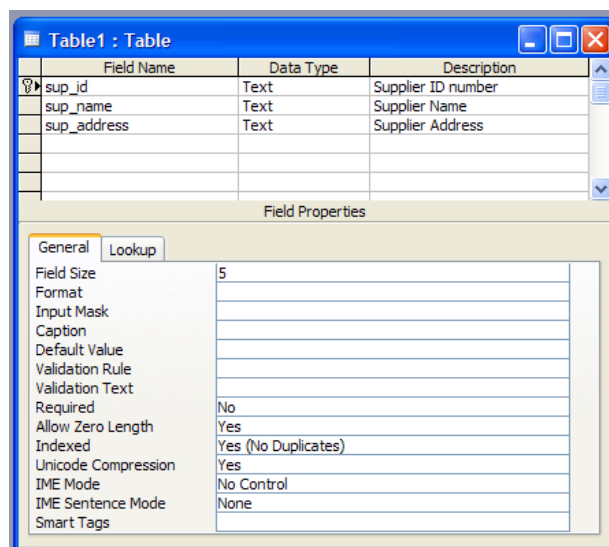 Table1 : Table
Field Name Data Type Description
sup_id Text Supplier ID number
sup_name Text Supplier Name
sup_address Text Supplier Address
Field Properties
General Lookup
Field Size 5
Format
Input Mask
Caption
Default Value
Validation Rule
Validation Text
Required No
Allow Zero Length Yes
Indexed Yes (No Duplicates)
Unicode Compression Yes
IME Mode No Control
IME Sentence Mode None
Smart Tags